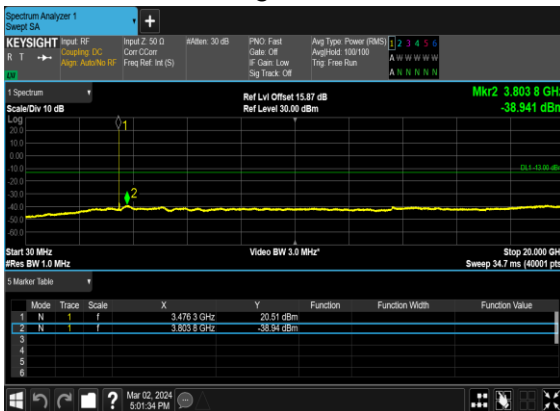 Spectrum Analyzer 1
Swept SA
KEYSIGHT Input: RF Input Z: 50 Ω #Atten: 30 dB PNO: Fast Avg Type: Power (RMS) 1 2 3 4 5 6
R T Coupling: DC Corr CCorr Gate: Off Avg|Hold: 100/100 A W W W W W
Align: Auto/No RF Freq Ref: Int (S) IF Gain: Low Trig: Free Run
LV Sig Track: Off A N N N N N
1 Spectrum Ref Lvl Offset 15.87 dB Mkr2 3.803 8 GHz
Scale/Div 10 dB Ref Level 30.00 dBm -38.941 dBm
Log
1
20.0
10.0
0.00
-10.0 DL1 -13.00 dBm
-20.0
-30.0 2
-40.0
-50.0
-60.0
Start 30 MHz Video BW 3.0 MHz* Stop 20.000 GHz
#Res BW 1.0 MHz Sweep 34.7 ms (40001 pts)
5 Marker Table
Mode Trace Scale X Y Function Function Width Function Value
1 N 1 f 3.476 3 GHz 20.51 dBm
2 N 1 f 3.803 8 GHz -38.94 dBm
3
4
5
6
? Mar 02, 2024
5:01:34 PM